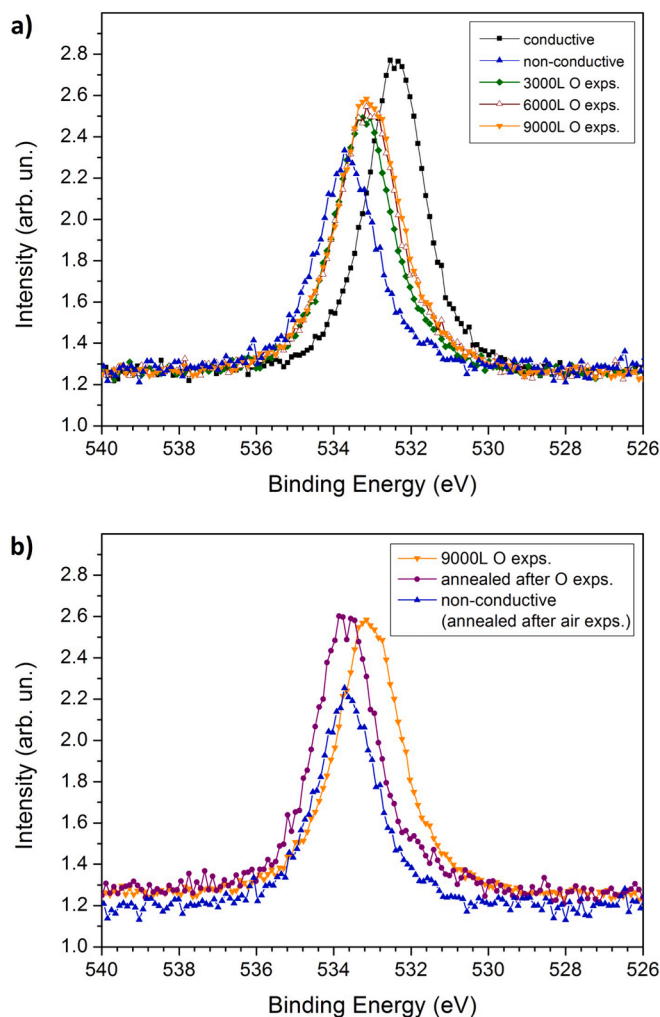 a)
conductive
non-conductive
3000L O exps.
6000L O exps.
9000L O exps.
2.8
2.6
2.4
2.2
2.0
1.8
1.6
1.4
1.2
1.0
Intensity (arb. un.)
540 538 536 534 532 530 528 526
Binding Energy (eV)
b)
9000L O exps.
annealed after O exps.
non-conductive
(annealed after air exps.)
2.8
2.6
2.4
2.2
2.0
1.8
1.6
1.4
1.2
1.0
Intensity (arb. un.)
540 538 536 534 532 530 528 526
Binding Energy (eV)